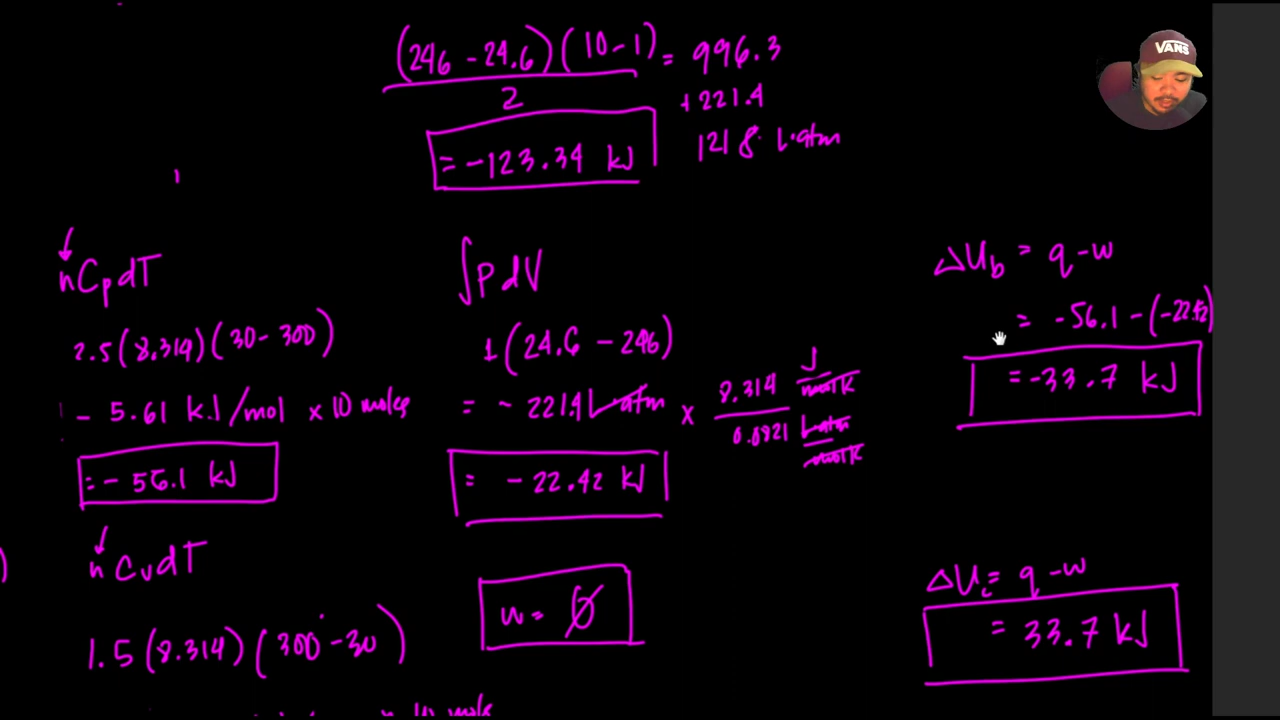 (246 - 24.6)(10 - 1) = 996.3
2
+ 221.4
1218. L·atm
= -123.34 kJ
VANS
nCpdT
2.5(8.314)(30 - 300)
- 5.61 kJ/mol x 10 moles
= - 56.1 kJ
∫PdV
1(24.6 - 246)
= - 221.4 L-atm x 8.314 J/molK
0.0821 L-atm/molK
= - 22.42 kJ
ΔU_b = q - w
= -56.1 - (-22.42)
= -33.7 kJ
nCvdT
1.5(8.314)(300 - 30)
w = ∅
ΔU_c = q - w
= 33.7 kJ